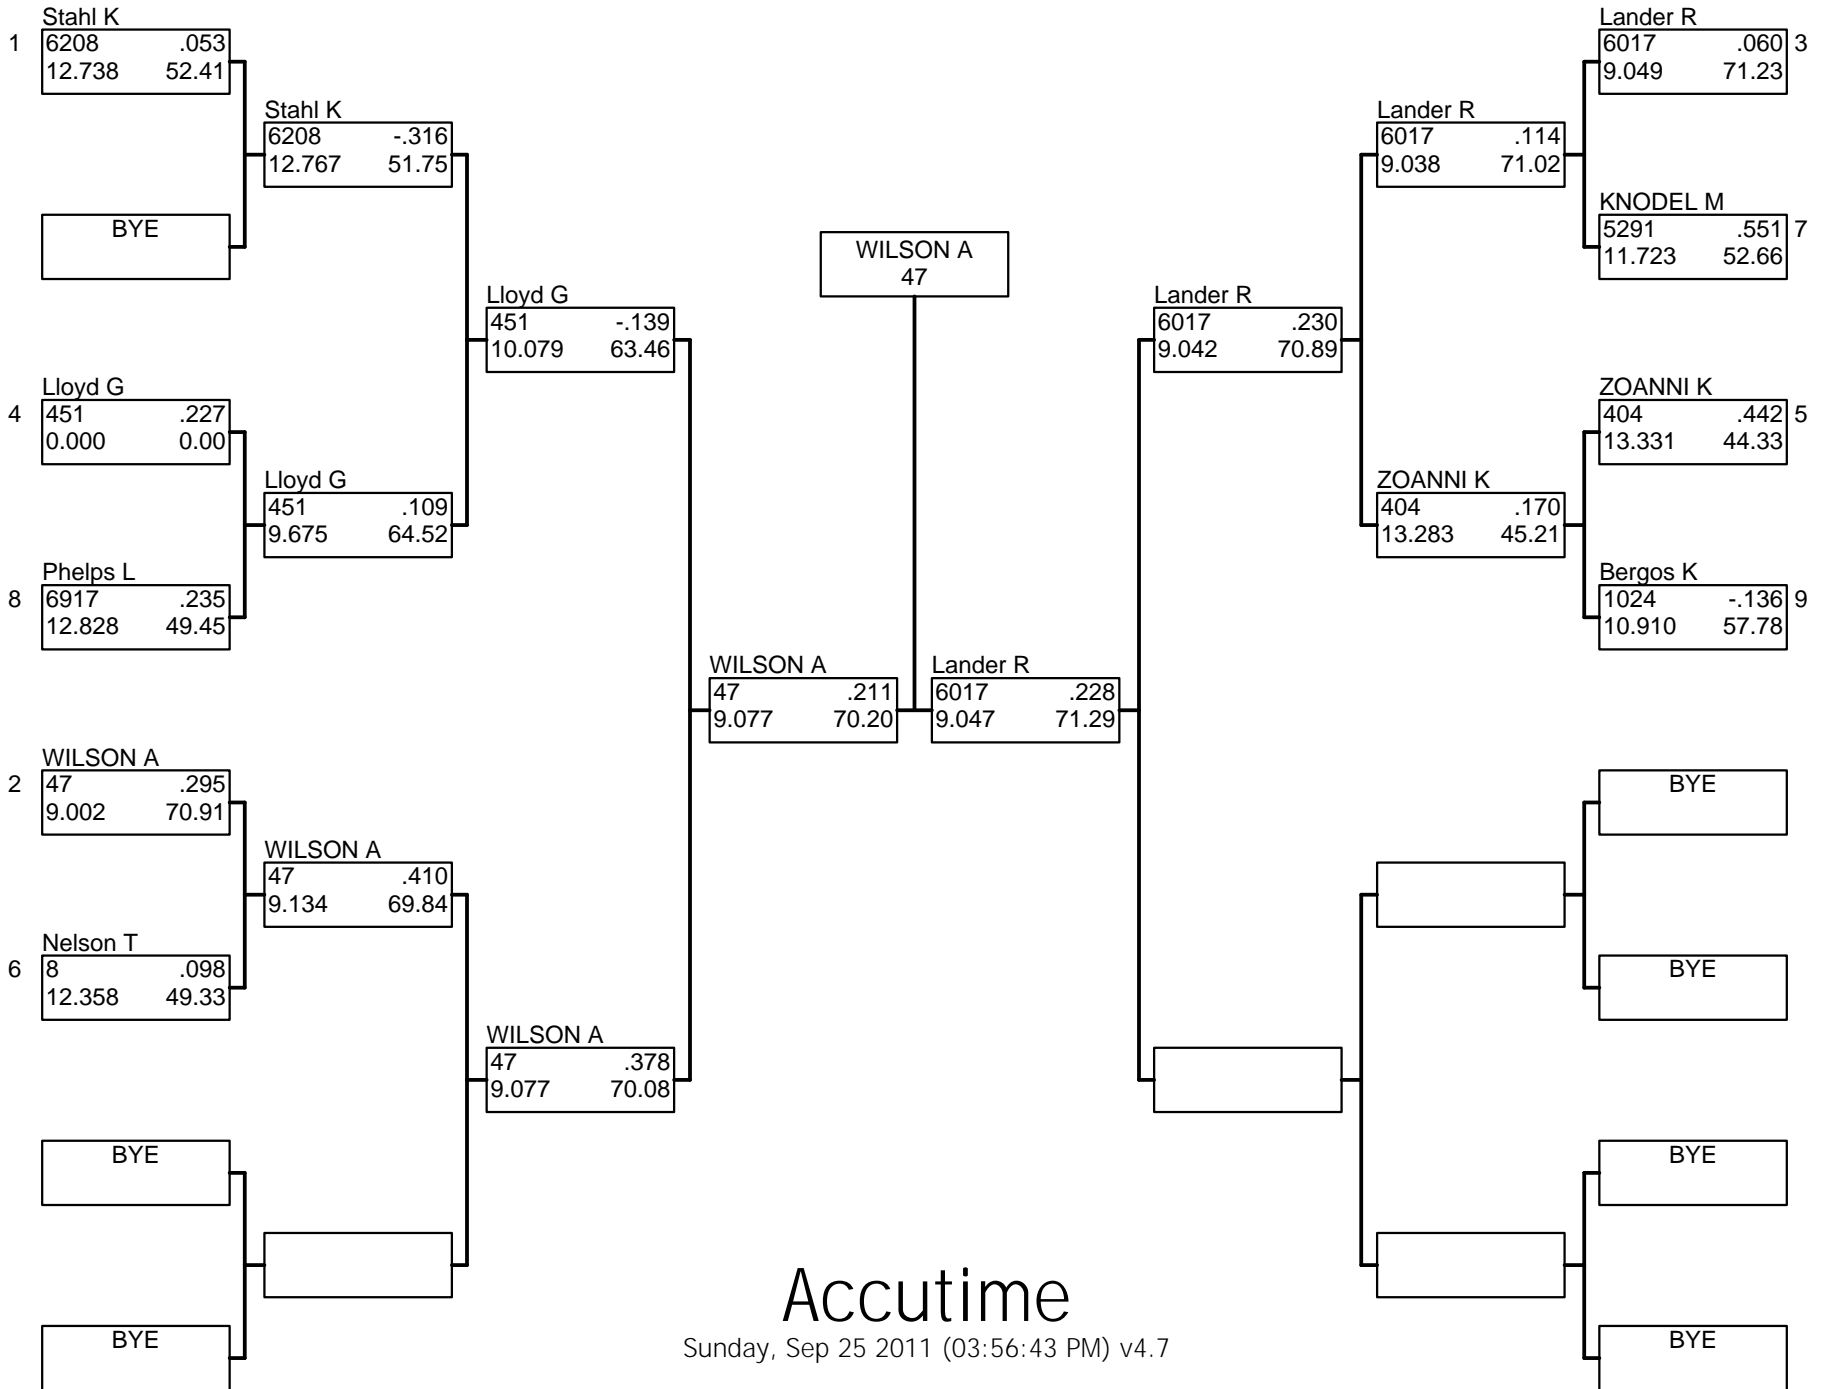 Stahl K
1
6208 .053
12.738 52.41
BYE
Lloyd G
4
451 .227
0.000 0.00
Phelps L
8
6917 .235
12.828 49.45
WILSON A
2
47 .295
9.002 70.91
Nelson T
6
8 .098
12.358 49.33
BYE
BYE
Stahl K
6208 -.316
12.767 51.75
Lloyd G
451 .109
9.675 64.52
WILSON A
47 .410
9.134 69.84
Lloyd G
451 -.139
10.079 63.46
WILSON A
47 .378
9.077 70.08
WILSON A
47 .211
9.077 70.20
WILSON A
47
Lander R
6017 .228
9.047 71.29
Lander R
6017 .230
9.042 70.89
Lander R
6017 .114
9.038 71.02
ZOANNI K
404 .170
13.283 45.21
Lander R
6017 .060 3
9.049 71.23
KNODEL M
5291 .551 7
11.723 52.66
ZOANNI K
404 .442 5
13.331 44.33
Bergos K
1024 -.136 9
10.910 57.78
BYE
BYE
BYE
BYE
Accutime
Sunday, Sep 25 2011 (03:56:43 PM) v4.7